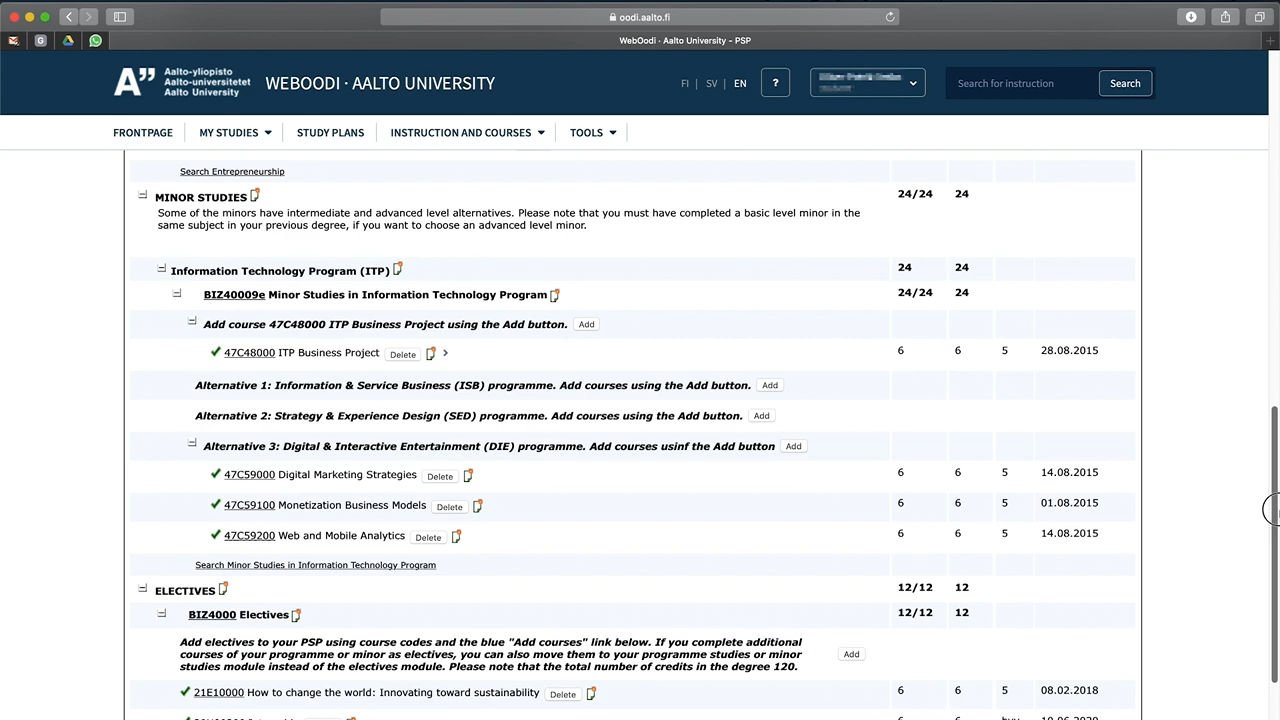 oodi.aalto.fi
WebOodi - Aalto University - PSP
Aalto-yliopisto
Aalto-universitetet
Aalto University
A”
WEBOODI · AALTO UNIVERSITY
FI | SV | EN
?
Search for instruction
Search
FRONTPAGE
MY STUDIES
STUDY PLANS
INSTRUCTION AND COURSES
TOOLS
Search Entrepreneurship
MINOR STUDIES 24/24 24
Some of the minors have intermediate and advanced level alternatives. Please note that you must have completed a basic level minor in the
same subject in your previous degree, if you want to choose an advanced level minor.
Information Technology Program (ITP) 24 24
BIZ40009e Minor Studies in Information Technology Program 24/24 24
Add course 47C48000 ITP Business Project using the Add button. Add
47C48000 ITP Business Project Delete 6 6 5 28.08.2015
Alternative 1: Information & Service Business (ISB) programme. Add courses using the Add button. Add
Alternative 2: Strategy & Experience Design (SED) programme. Add courses using the Add button. Add
Alternative 3: Digital & Interactive Entertainment (DIE) programme. Add courses usinf the Add button Add
47C59000 Digital Marketing Strategies Delete 6 6 5 14.08.2015
47C59100 Monetization Business Models Delete 6 6 5 01.08.2015
47C59200 Web and Mobile Analytics Delete 6 6 5 14.08.2015
Search Minor Studies in Information Technology Program
ELECTIVES 12/12 12
BIZ4000 Electives 12/12 12
Add electives to your PSP using course codes and the blue "Add courses" link below. If you complete additional
courses of your programme or minor as electives, you can also move them to your programme studies or minor
studies module instead of the electives module. Please note that the total number of credits in the degree 120.
Add
21E10000 How to change the world: Innovating toward sustainability Delete 6 6 5 08.02.2018